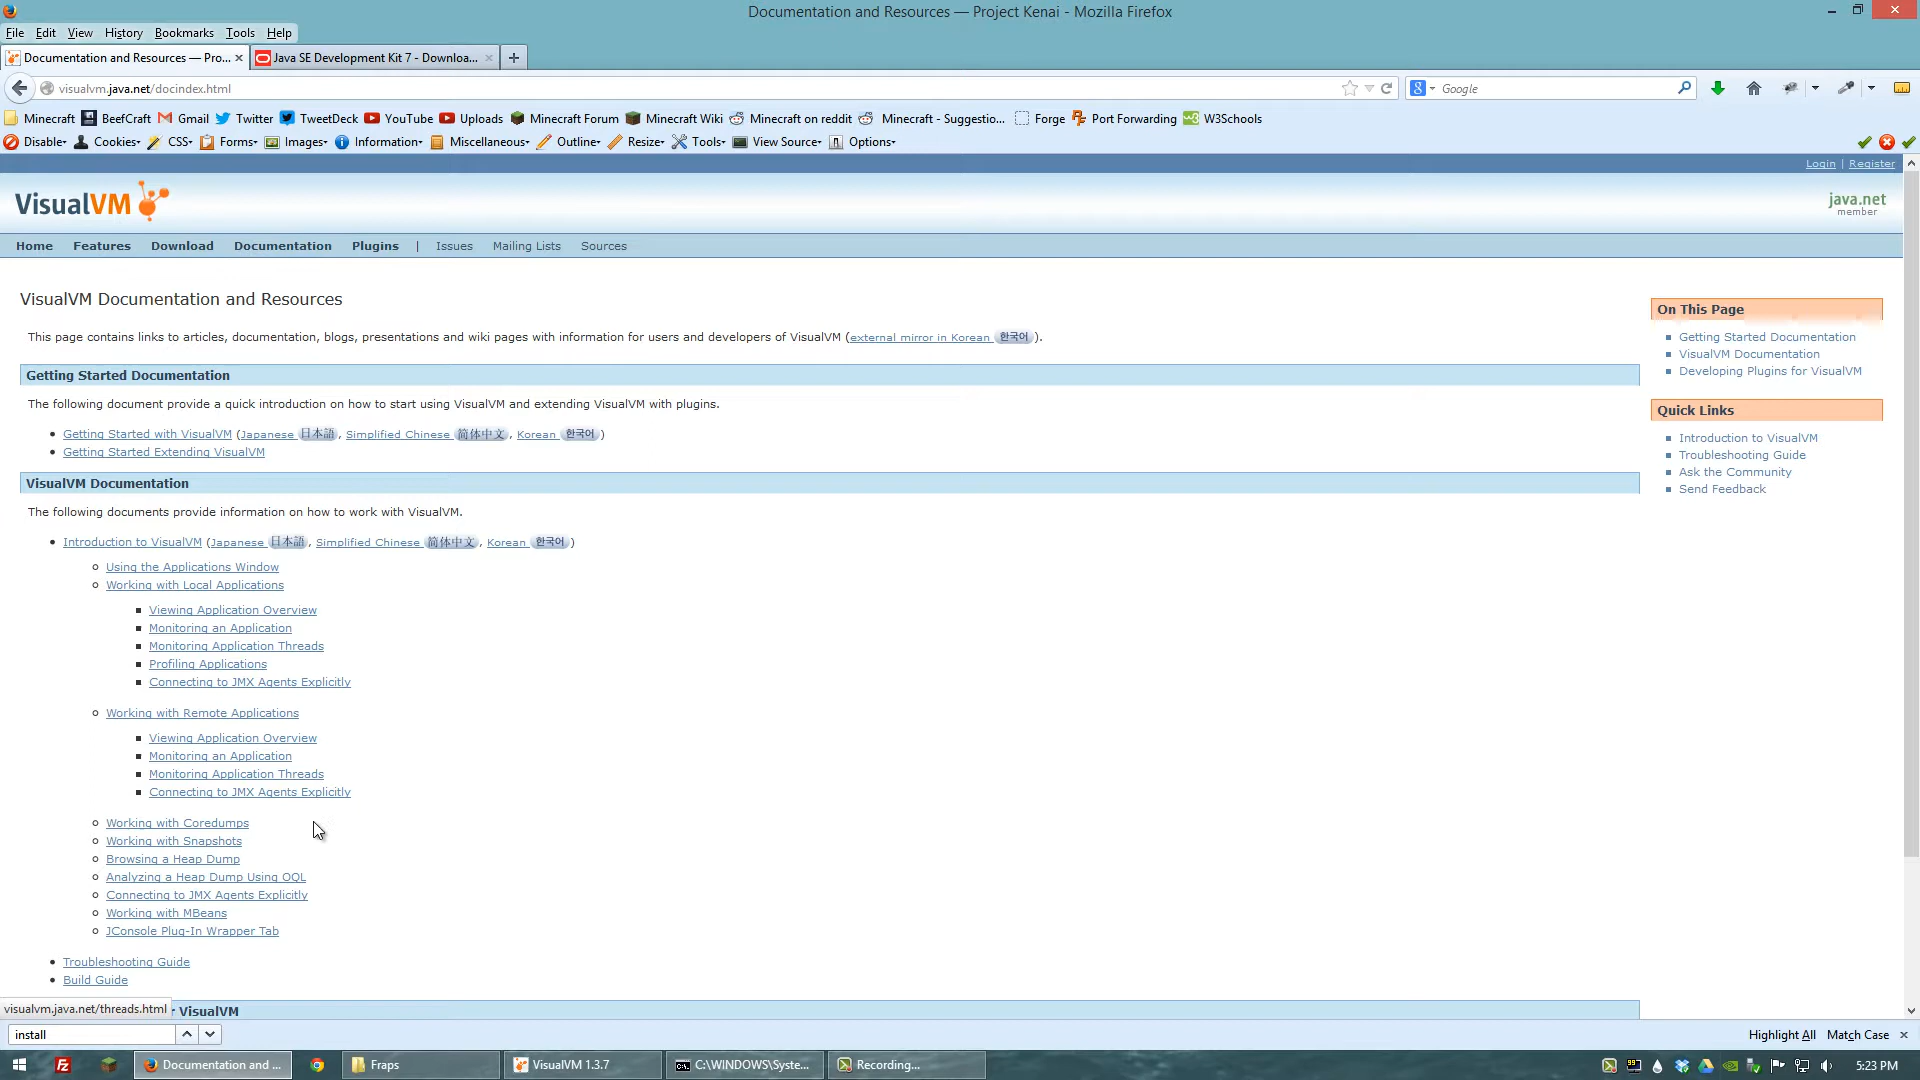 Documentation and Resources — Project Kenai - Mozilla Firefox
File Edit View History Bookmarks Tools Help
Documentation and Resources — Pro... Java SE Development Kit 7 - Downloa...
visualvm.java.net/docindex.html Google
Minecraft BeefCraft Gmail Twitter TweetDeck YouTube Uploads Minecraft Forum Minecraft Wiki Minecraft on reddit Minecraft - Suggestio... Forge Port Forwarding W3Schools
Disable Cookies CSS Forms Images Information Miscellaneous Outline Resize Tools View Source Options
Login | Register
VisualVM
java.net
member
Home Features Download Documentation Plugins | Issues Mailing Lists Sources
VisualVM Documentation and Resources
This page contains links to articles, documentation, blogs, presentations and wiki pages with information for users and developers of VisualVM (external mirror in Korean 한국어).
Getting Started Documentation
The following document provide a quick introduction on how to start using VisualVM and extending VisualVM with plugins.
Getting Started with VisualVM (Japanese 日本語, Simplified Chinese 简体中文, Korean 한국어)
Getting Started Extending VisualVM
VisualVM Documentation
The following documents provide information on how to work with VisualVM.
Introduction to VisualVM (Japanese 日本語, Simplified Chinese 简体中文, Korean 한국어)
Using the Applications Window
Working with Local Applications
Viewing Application Overview
Monitoring an Application
Monitoring Application Threads
Profiling Applications
Connecting to JMX Agents Explicitly
Working with Remote Applications
Viewing Application Overview
Monitoring an Application
Monitoring Application Threads
Connecting to JMX Agents Explicitly
Working with Coredumps
Working with Snapshots
Browsing a Heap Dump
Analyzing a Heap Dump Using OQL
Connecting to JMX Agents Explicitly
Working with MBeans
JConsole Plug-In Wrapper Tab
Troubleshooting Guide
Build Guide
On This Page
Getting Started Documentation
VisualVM Documentation
Developing Plugins for VisualVM
Quick Links
Introduction to VisualVM
Troubleshooting Guide
Ask the Community
Send Feedback
visualvm.java.net/threads.html
r VisualVM
install Highlight All Match Case
Documentation and ... Fraps VisualVM 1.3.7 C:\WINDOWS\Syste... Recording... 5:23 PM